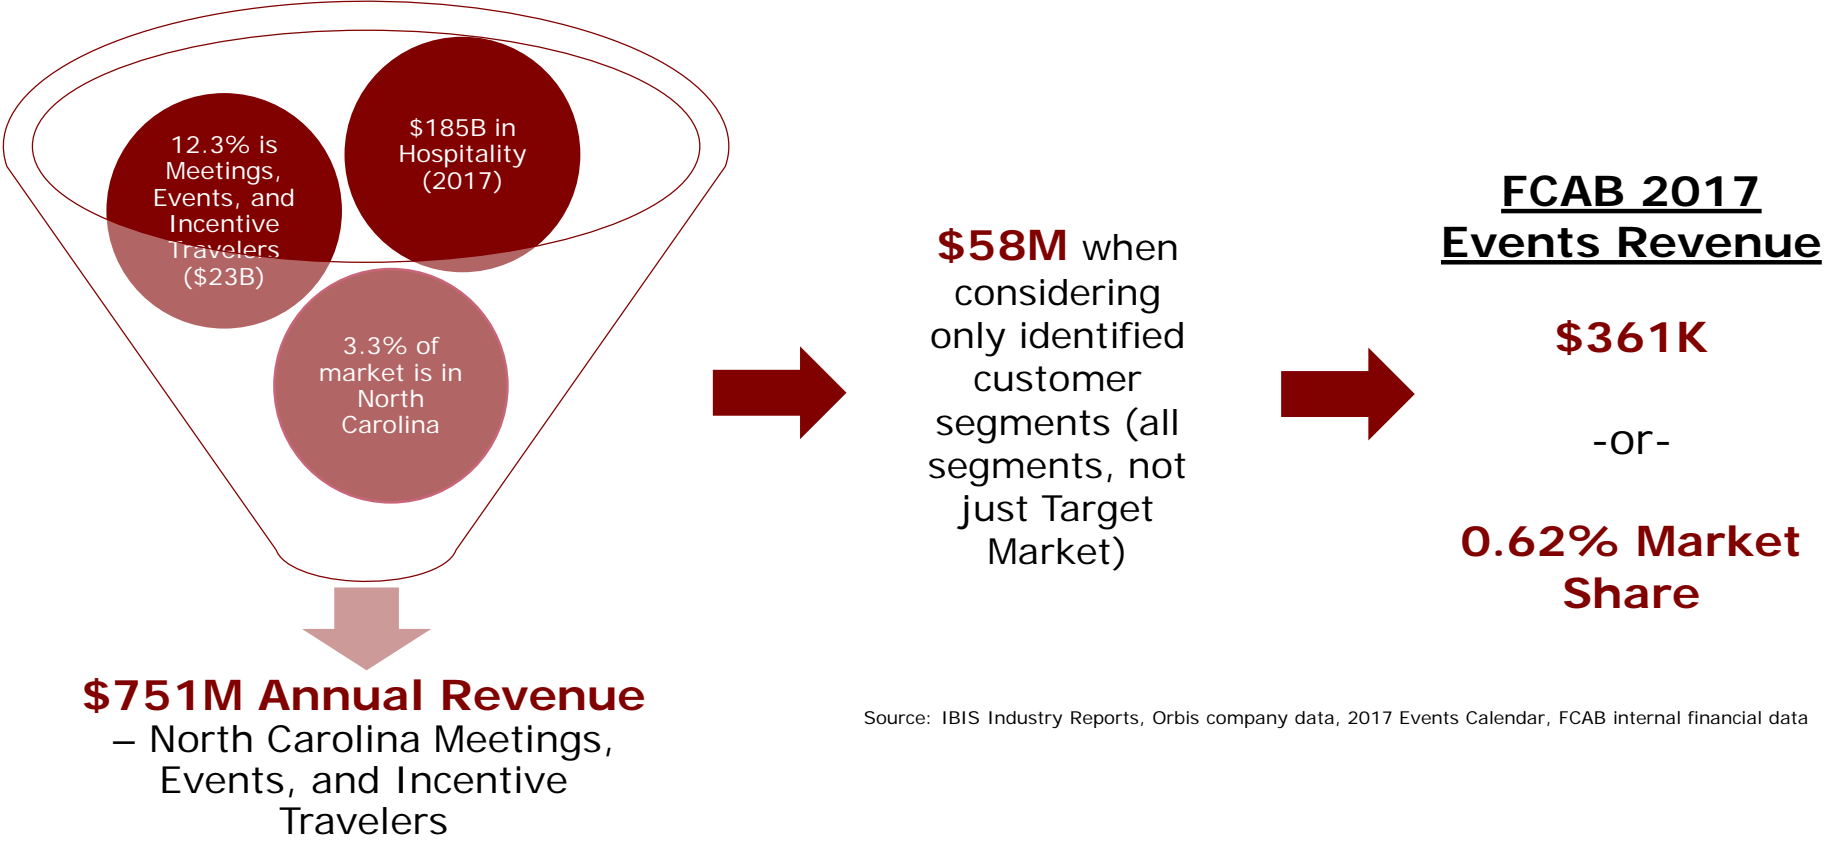 $185B in
Hospitality
(2017)
12.3% is
Meetings,
Events, and
Incentive
Travelers
($23B)
3.3% of
market is in
North
Carolina
$751M Annual Revenue
– North Carolina Meetings,
Events, and Incentive
Travelers
$58M when
considering
only identified
customer
segments (all
segments, not
just Target
Market)
FCAB 2017
Events Revenue
$361K
-or-
0.62% Market
Share
Source: IBIS Industry Reports, Orbis company data, 2017 Events Calendar, FCAB internal financial data